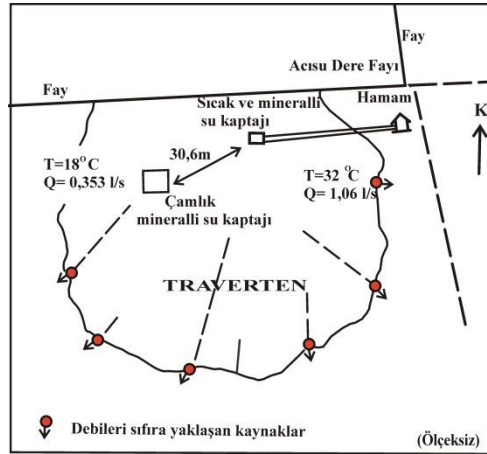 Fay
Acısu Dere Fayı
Fay
Hamam
Sıcak ve mineralli
su kaptajı
K
T=18°C
Q= 0,353 l/s
30,6m
T=32 °C
Q= 1,06 l/s
Çamlık
mineralli su kaptajı
TRAVERTEN
Debileri sıfıra yaklaşan kaynaklar
(Ölçeksiz)